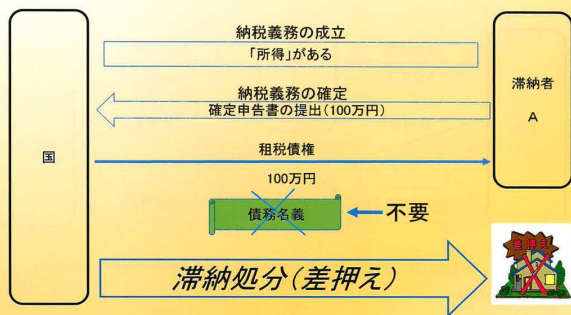 納税義務の成立
「所得」がある
納税義務の確定
確定申告書の提出(100万円)
滞納者
A
国
租税債権
100万円
債務名義
不要
滞納処分(差押え)
差押え